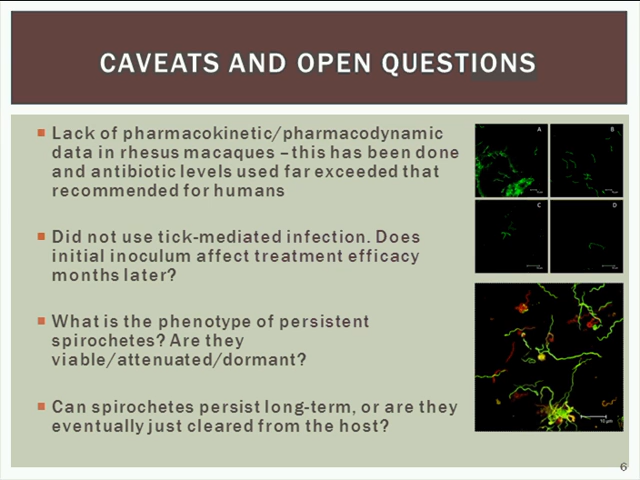 CAVEATS AND OPEN QUESTIONS
Lack of pharmacokinetic/pharmacodynamic
data in rhesus macaques – this has been done
and antibiotic levels used far exceeded that
recommended for humans
Did not use tick-mediated infection. Does
initial inoculum affect treatment efficacy
months later?
What is the phenotype of persistent
spirochetes? Are they
viable/attenuated/dormant?
Can spirochetes persist long-term, or are they
eventually just cleared from the host?
A
B
C
D
10 µm
6